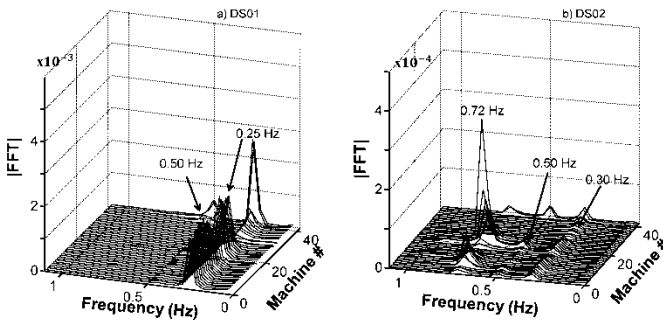 a) DS01
x10⁻³
|FFT|
4
2
0
0.25 Hz
0.50 Hz
1
0.5
0
Frequency (Hz)
0
20
40
Machine #
b) DS02
x10⁻⁴
|FFT|
4
2
0
0.72 Hz
0.50 Hz
0.30 Hz
1
0.5
0
Frequency (Hz)
0
20
40
Machine #